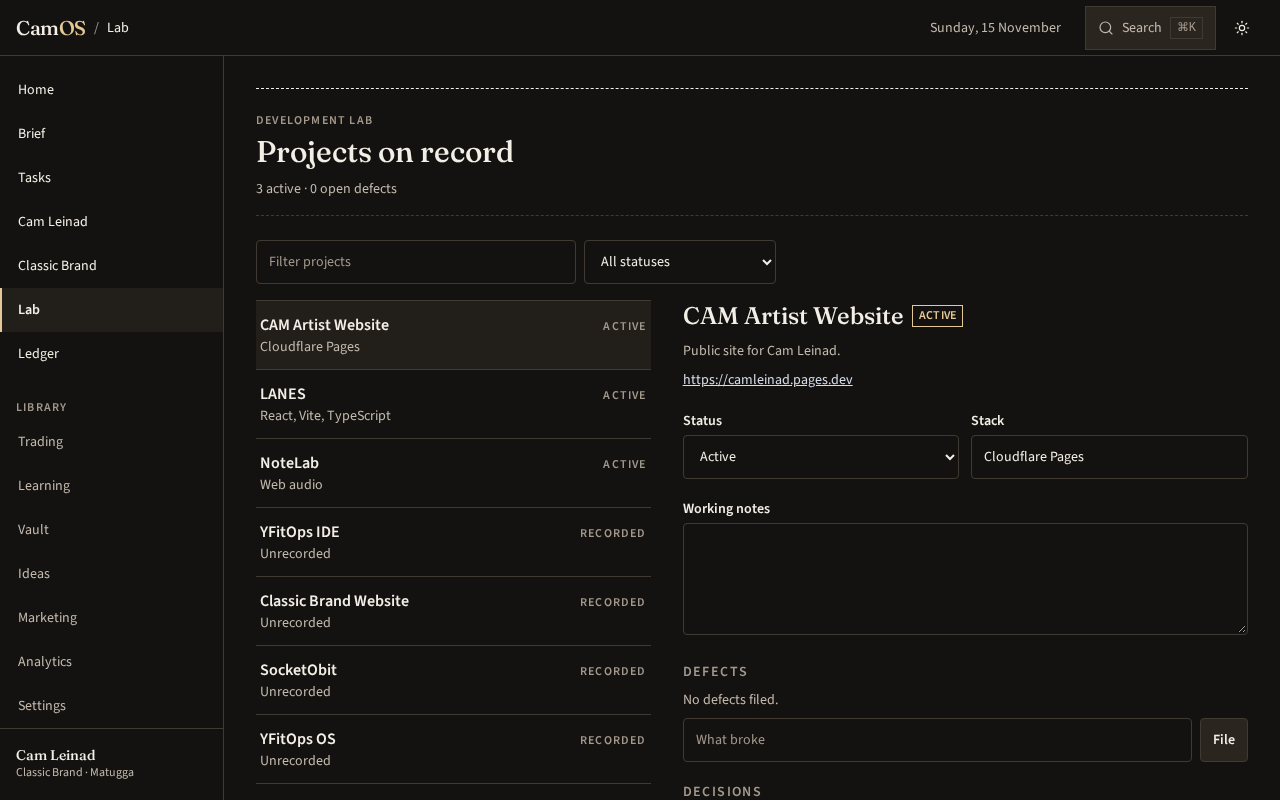 CamOS / Lab
Sunday, 15 November
Search ⌘K
Home
Brief
Tasks
Cam Leinad
Classic Brand
Lab
Ledger
LIBRARY
Trading
Learning
Vault
Ideas
Marketing
Analytics
Settings
Cam Leinad
Classic Brand · Matugga
DEVELOPMENT LAB
Projects on record
3 active · 0 open defects
Filter projects
All statuses
CAM Artist Website ACTIVE
Cloudflare Pages
LANES ACTIVE
React, Vite, TypeScript
NoteLab ACTIVE
Web audio
YFitOps IDE RECORDED
Unrecorded
Classic Brand Website RECORDED
Unrecorded
SocketObit RECORDED
Unrecorded
YFitOps OS RECORDED
Unrecorded
CAM Artist Website ACTIVE
Public site for Cam Leinad.
https://camleinad.pages.dev
Status Stack
Active Cloudflare Pages
Working notes
DEFECTS
No defects filed.
What broke File
DECISIONS